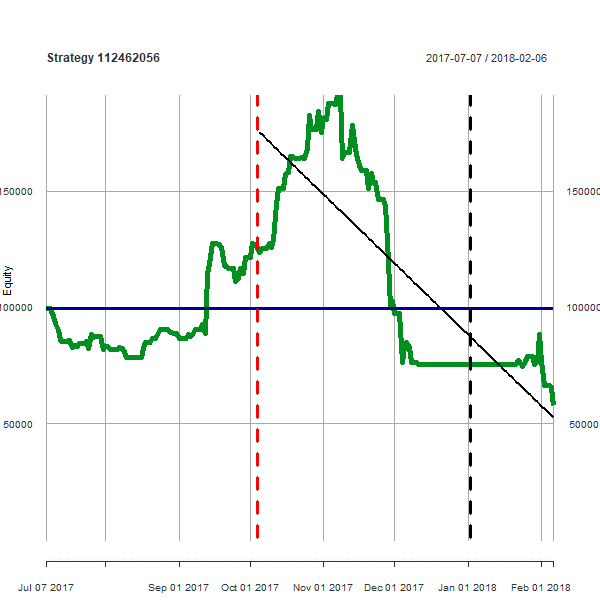 Strategy 112462056
2017-07-07 / 2018-02-06
150000
150000
Equity
100000
100000
50000
50000
Jul 07 2017
Sep 01 2017
Oct 01 2017
Nov 01 2017
Dec 01 2017
Jan 01 2018
Feb 01 2018